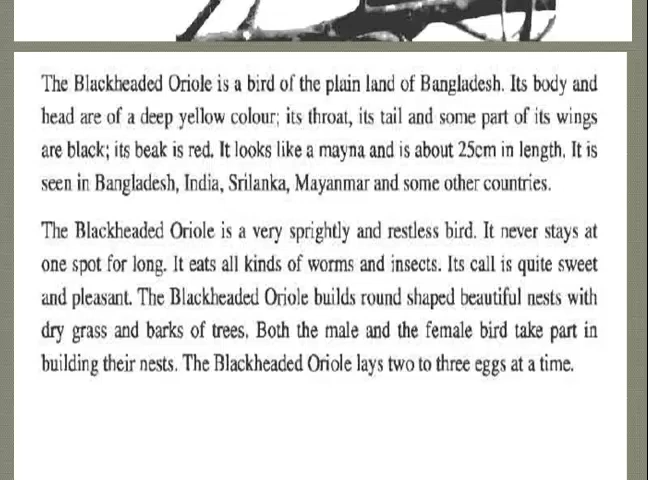 The Blackheaded Oriole is a bird of the plain land of Bangladesh. Its body and
head are of a deep yellow colour; its throat, its tail and some part of its wings
are black; its beak is red. It looks like a mayna and is about 25cm in length. It is
seen in Bangladesh, India, Srilanka, Mayanmar and some other countries.
The Blackheaded Oriole is a very sprightly and restless bird. It never stays at
one spot for long. It eats all kinds of worms and insects. Its call is quite sweet
and pleasant. The Blackheaded Oriole builds round shaped beautiful nests with
dry grass and barks of trees. Both the male and the female bird take part in
building their nests. The Blackheaded Oriole lays two to three eggs at a time.